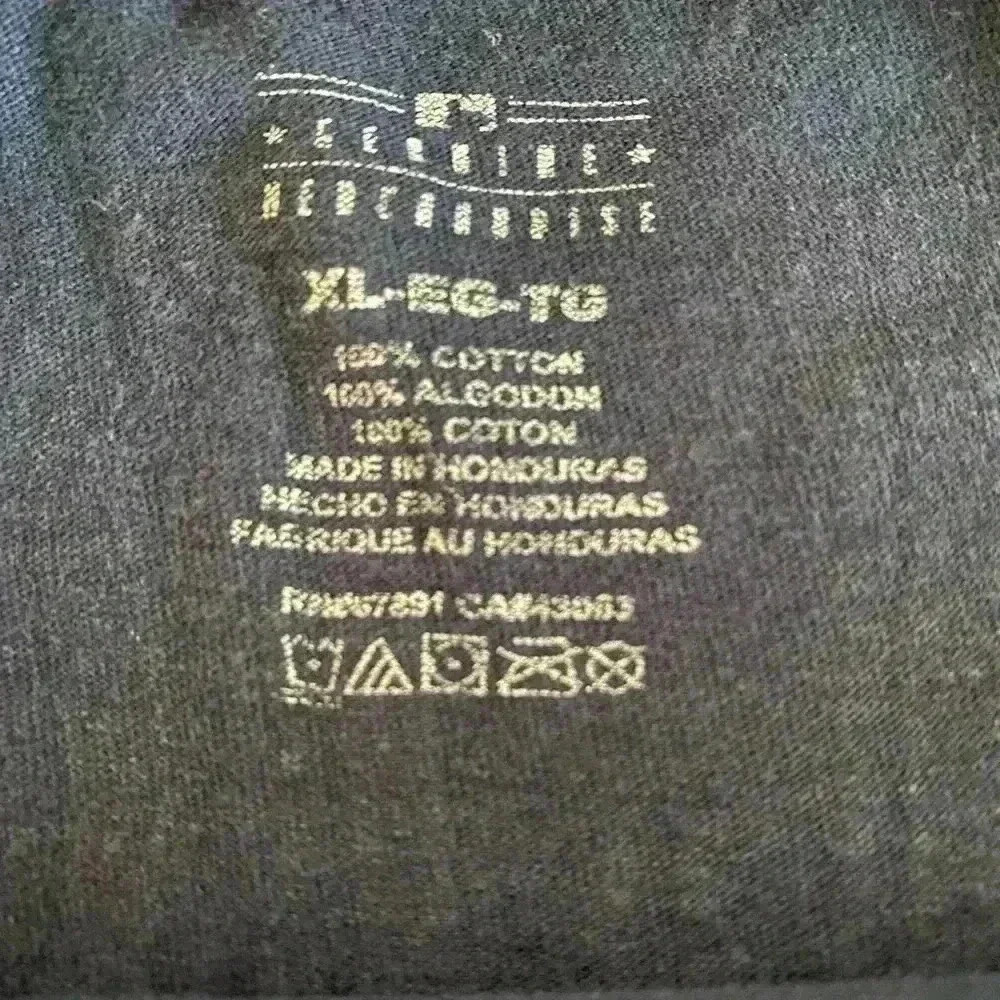 * GENUINE *
MERCHANDISE
XL-EG-TG
100% COTTON
100% ALGODON
100% COTON
MADE IN HONDURAS
HECHO EN HONDURAS
FABRIQUE AU HONDURAS